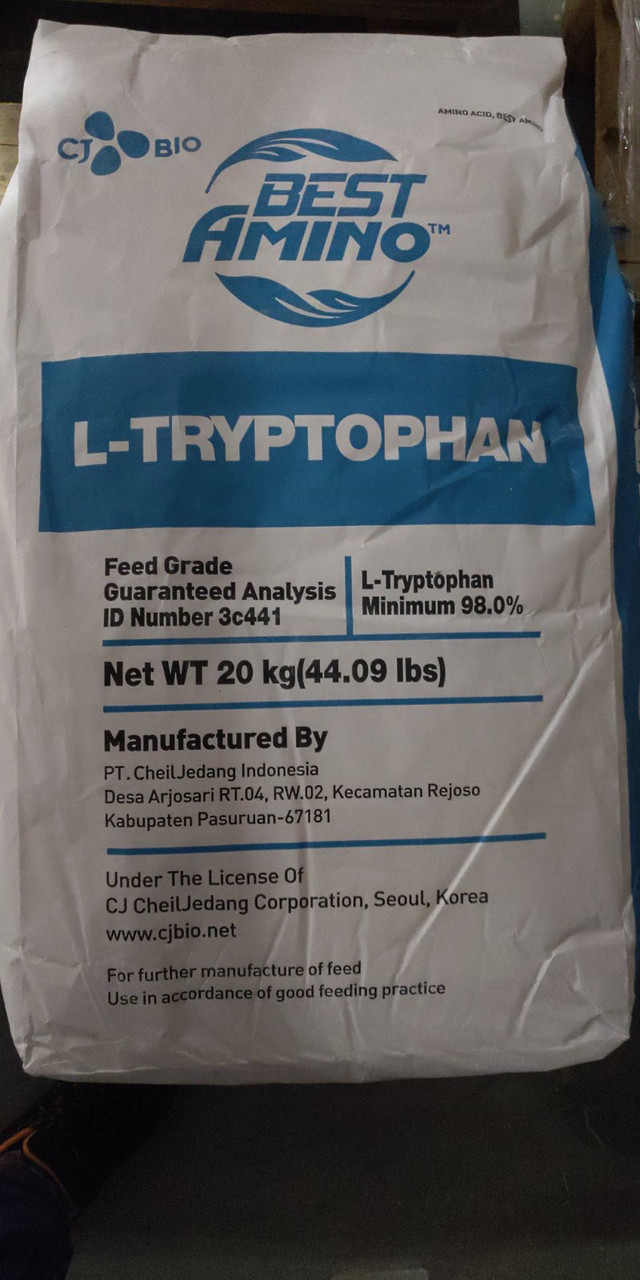 CJ BIO
AMINO ACID, BEST AMINO
BEST
AMINO™
L-TRYPTOPHAN
Feed Grade
Guaranteed Analysis
ID Number 3c441
L-Tryptophan
Minimum 98.0%
Net WT 20 kg(44.09 lbs)
Manufactured By
PT. CheilJedang Indonesia
Desa Arjosari RT.04, RW.02, Kecamatan Rejoso
Kabupaten Pasuruan-67181
Under The License Of
CJ CheilJedang Corporation, Seoul, Korea
www.cjbio.net
For further manufacture of feed
Use in accordance of good feeding practice